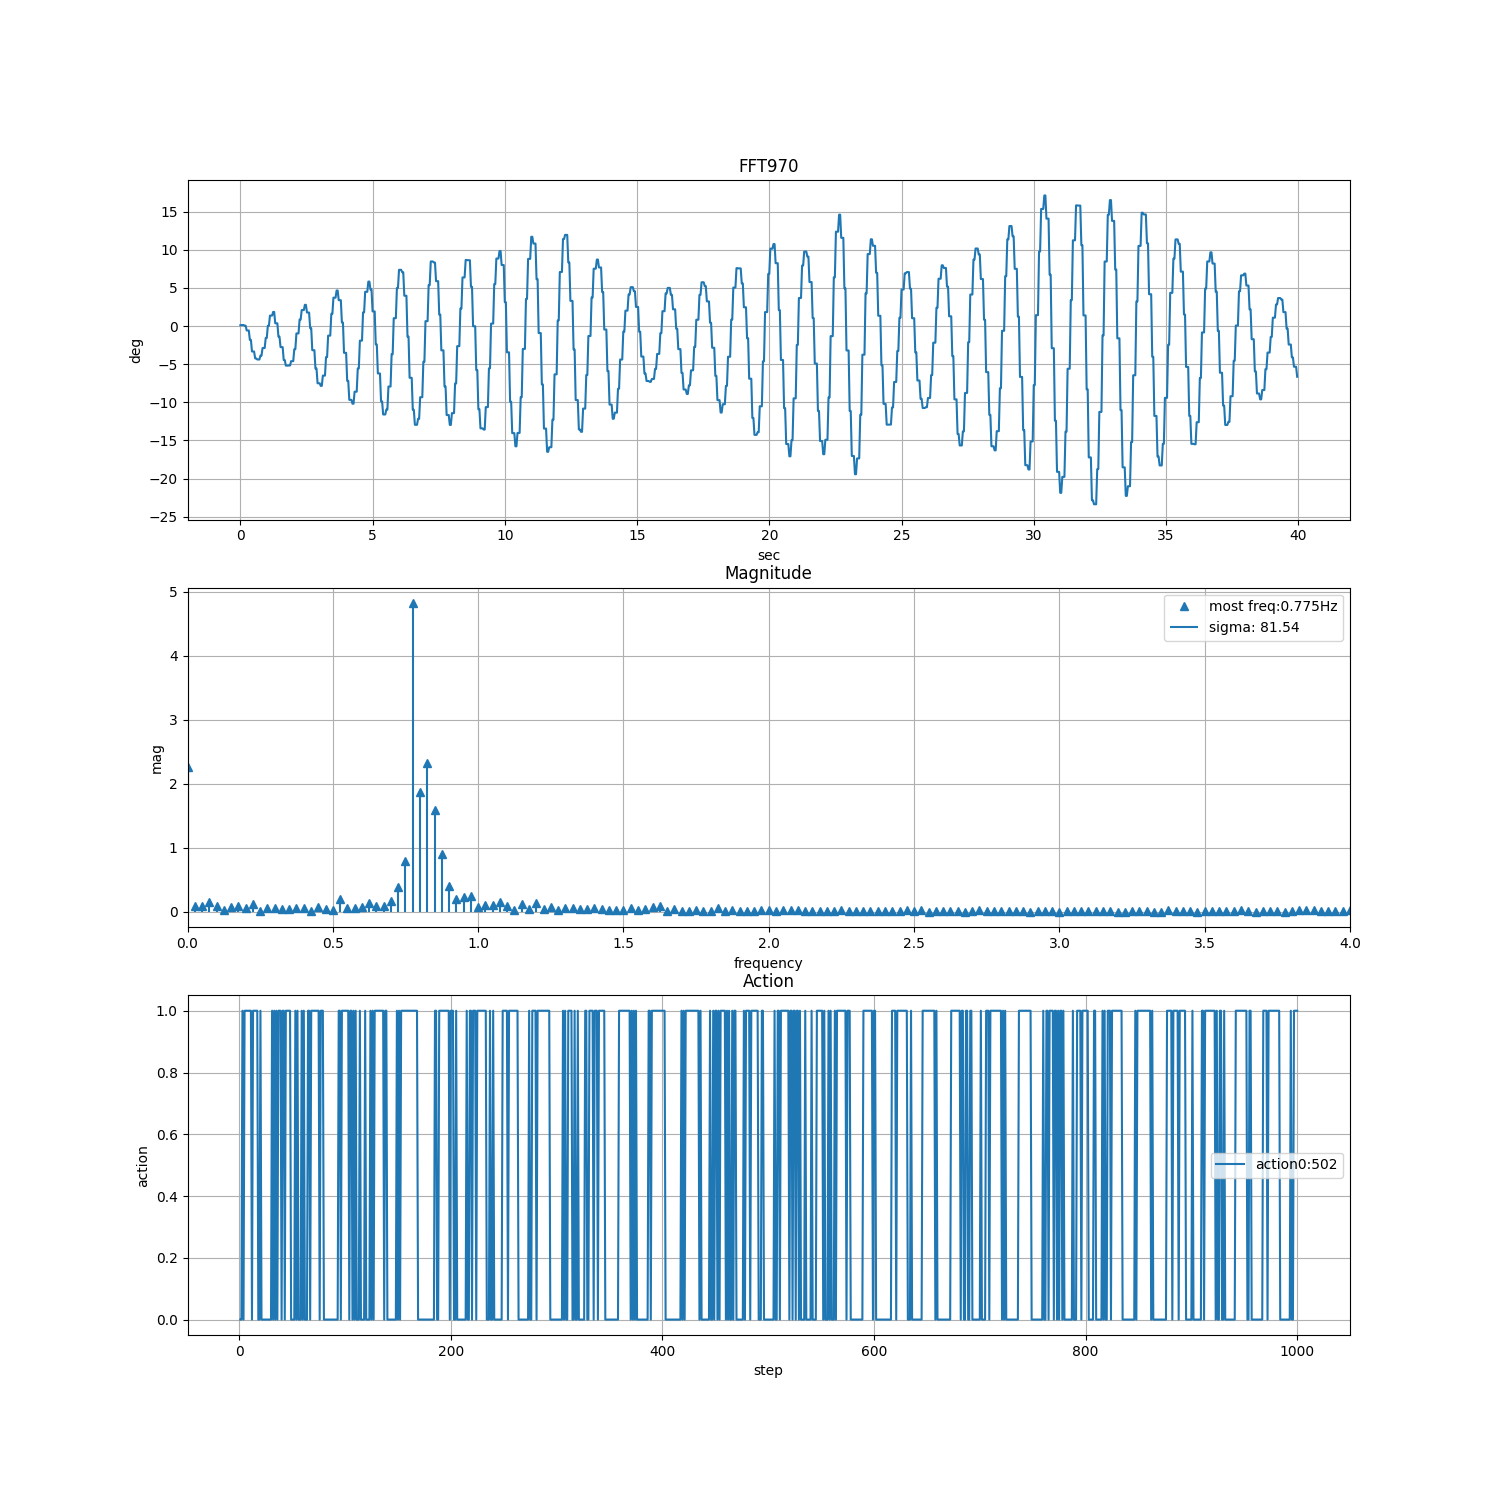 FFT970
deg
15
10
5
0
−5
−10
−15
−20
−25
0 5 10 15 20 25 30 35 40
sec
Magnitude
mag
5
4
3
2
1
0
most freq:0.775Hz
sigma: 81.54
0.0 0.5 1.0 1.5 2.0 2.5 3.0 3.5 4.0
frequency
Action
action
1.0
0.8
0.6
0.4
0.2
0.0
action0:502
0 200 400 600 800 1000
step